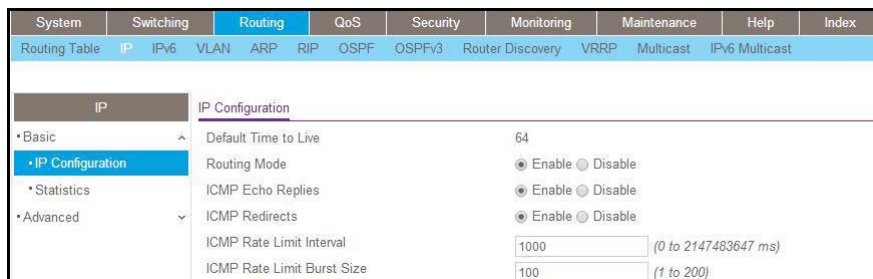 System Switching Routing QoS Security Monitoring Maintenance Help Index
Routing Table IP IPv6 VLAN ARP RIP OSPF OSPFv3 Router Discovery VRRP Multicast IPv6 Multicast
IP
• Basic
• IP Configuration
• Statistics
• Advanced
IP Configuration
Default Time to Live 64
Routing Mode Enable Disable
ICMP Echo Replies Enable Disable
ICMP Redirects Enable Disable
ICMP Rate Limit Interval 1000 (0 to 2147483647 ms)
ICMP Rate Limit Burst Size 100 (1 to 200)